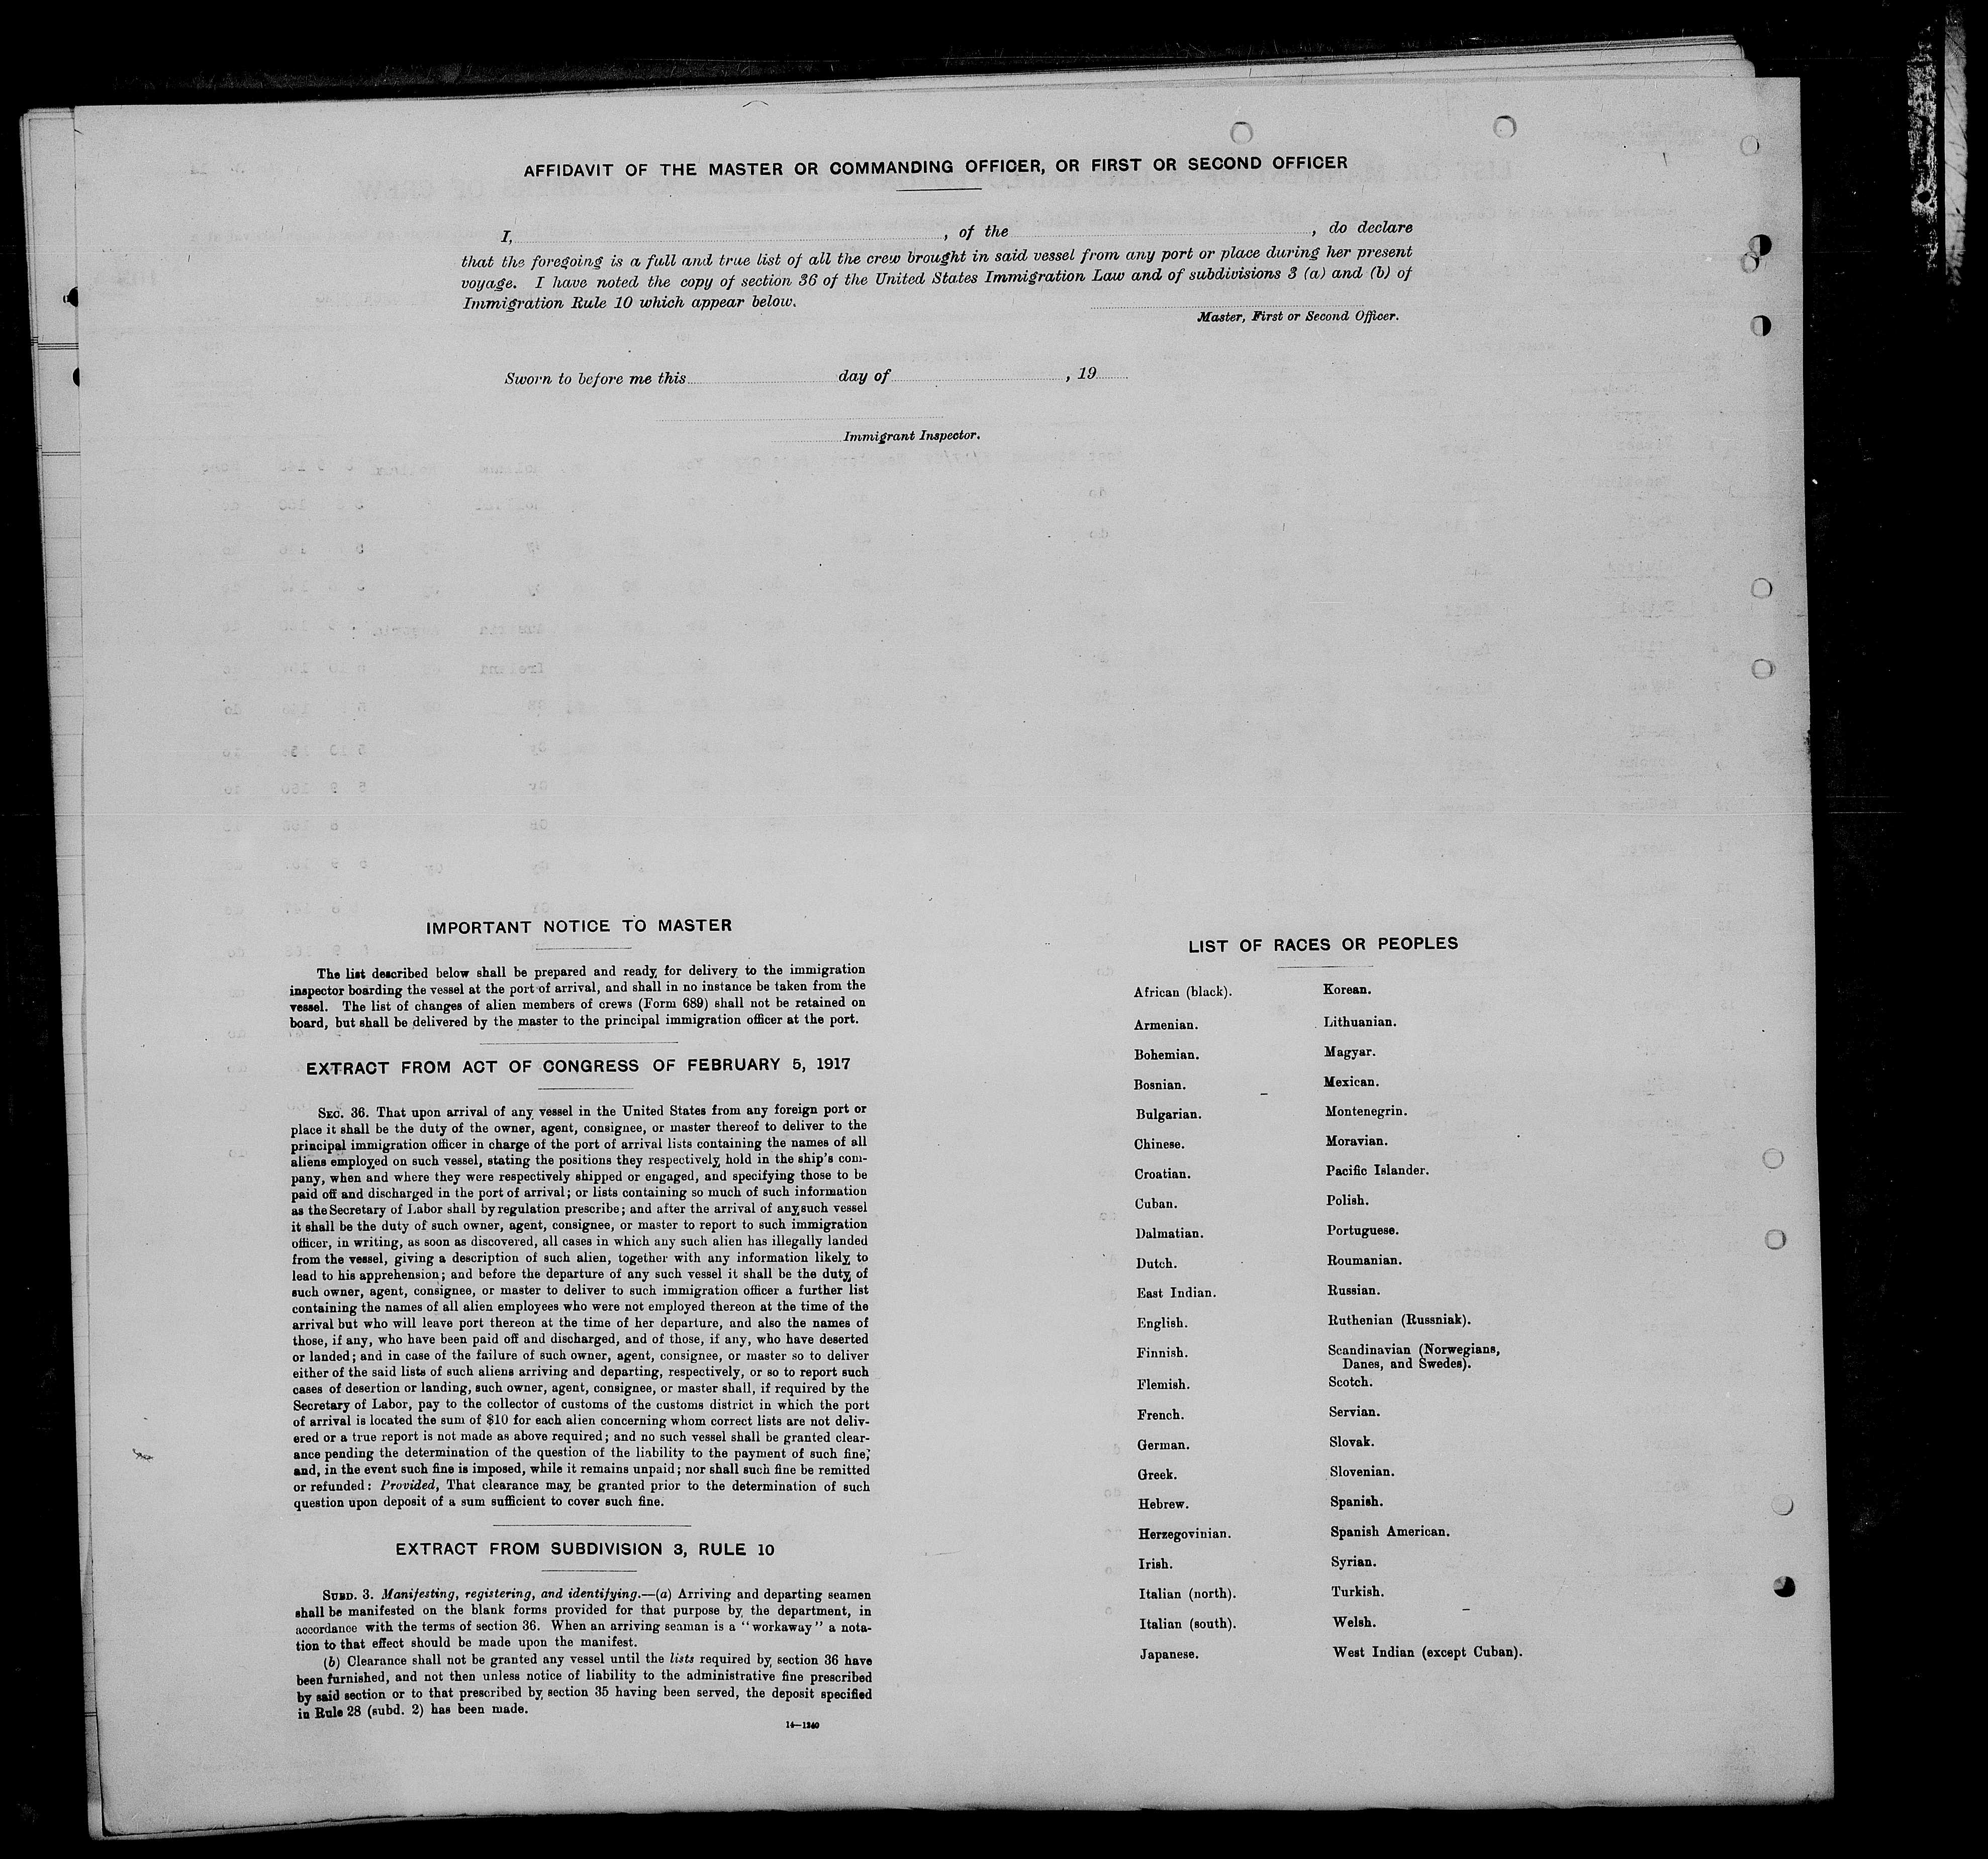 AFFIDAVIT OF THE MASTER OR COMMANDING OFFICER, OR FIRST OR SECOND OFFICER
I, , of the , do declare
that the foregoing is a full and true list of all the crew brought in said vessel from any port or place during her present
voyage. I have noted the copy of section 36 of the United States Immigration Law and of subdivisions 3 (a) and (b) of
Immigration Rule 10 which appear below.
Master, First or Second Officer.
Sworn to before me this day of , 19
Immigrant Inspector.
IMPORTANT NOTICE TO MASTER
The list described below shall be prepared and ready for delivery to the immigration
inspector boarding the vessel at the port of arrival, and shall in no instance be taken from the
vessel. The list of changes of alien members of crews (Form 689) shall not be retained on
board, but shall be delivered by the master to the principal immigration officer at the port.
EXTRACT FROM ACT OF CONGRESS OF FEBRUARY 5, 1917
SEC. 36. That upon arrival of any vessel in the United States from any foreign port or
place it shall be the duty of the owner, agent, consignee, or master thereof to deliver to the
principal immigration officer in charge of the port of arrival lists containing the names of all
aliens employed on such vessel, stating the positions they respectively hold in the ship's com-
pany, when and where they were respectively shipped or engaged, and specifying those to be
paid off and discharged in the port of arrival; or lists containing so much of such information
as the Secretary of Labor shall by regulation prescribe; and after the arrival of any such vessel
it shall be the duty of such owner, agent, consignee, or master to report to such immigration
officer, in writing, as soon as discovered, all cases in which any such alien has illegally landed
from the vessel, giving a description of such alien, together with any information likely to
lead to his apprehension; and before the departure of any such vessel it shall be the duty of
such owner, agent, consignee, or master to deliver to such immigration officer a further list
containing the names of all alien employees who were not employed thereon at the time of the
arrival but who will leave port thereon at the time of her departure, and also the names of
those, if any, who have been paid off and discharged, and of those, if any, who have deserted
or landed; and in case of the failure of such owner, agent, consignee, or master so to deliver
either of the said lists of such aliens arriving and departing, respectively, or so to report such
cases of desertion or landing, such owner, agent, consignee, or master shall, if required by the
Secretary of Labor, pay to the collector of customs of the customs district in which the port
of arrival is located the sum of $10 for each alien concerning whom correct lists are not deliv-
ered or a true report is not made as above required; and no such vessel shall be granted clear-
ance pending the determination of the question of the liability to the payment of such fine;
and, in the event such fine is imposed, while it remains unpaid; nor shall such fine be remitted
or refunded: Provided, That clearance may be granted prior to the determination of such
question upon deposit of a sum sufficient to cover such fine.
EXTRACT FROM SUBDIVISION 3, RULE 10
SUBD. 3. Manifesting, registering, and identifying.—(a) Arriving and departing seamen
shall be manifested on the blank forms provided for that purpose by the department, in
accordance with the terms of section 36. When an arriving seaman is a "workaway" a nota-
tion to that effect should be made upon the manifest.
(b) Clearance shall not be granted any vessel until the lists required by section 36 have
been furnished, and not then unless notice of liability to the administrative fine prescribed
by said section or to that prescribed by section 35 having been served, the deposit specified
in Rule 28 (subd. 2) has been made.
14—1240
LIST OF RACES OR PEOPLES
African (black).
Armenian.
Bohemian.
Bosnian.
Bulgarian.
Chinese.
Croatian.
Cuban.
Dalmatian.
Dutch.
East Indian.
English.
Finnish.
Flemish.
French.
German.
Greek.
Hebrew.
Herzegovinian.
Irish.
Italian (north).
Italian (south).
Japanese.
Korean.
Lithuanian.
Magyar.
Mexican.
Montenegrin.
Moravian.
Pacific Islander.
Polish.
Portuguese.
Roumanian.
Russian.
Ruthenian (Russniak).
Scandinavian (Norwegians,
Danes, and Swedes).
Scotch.
Servian.
Slovak.
Slovenian.
Spanish.
Spanish American.
Syrian.
Turkish.
Welsh.
West Indian (except Cuban).